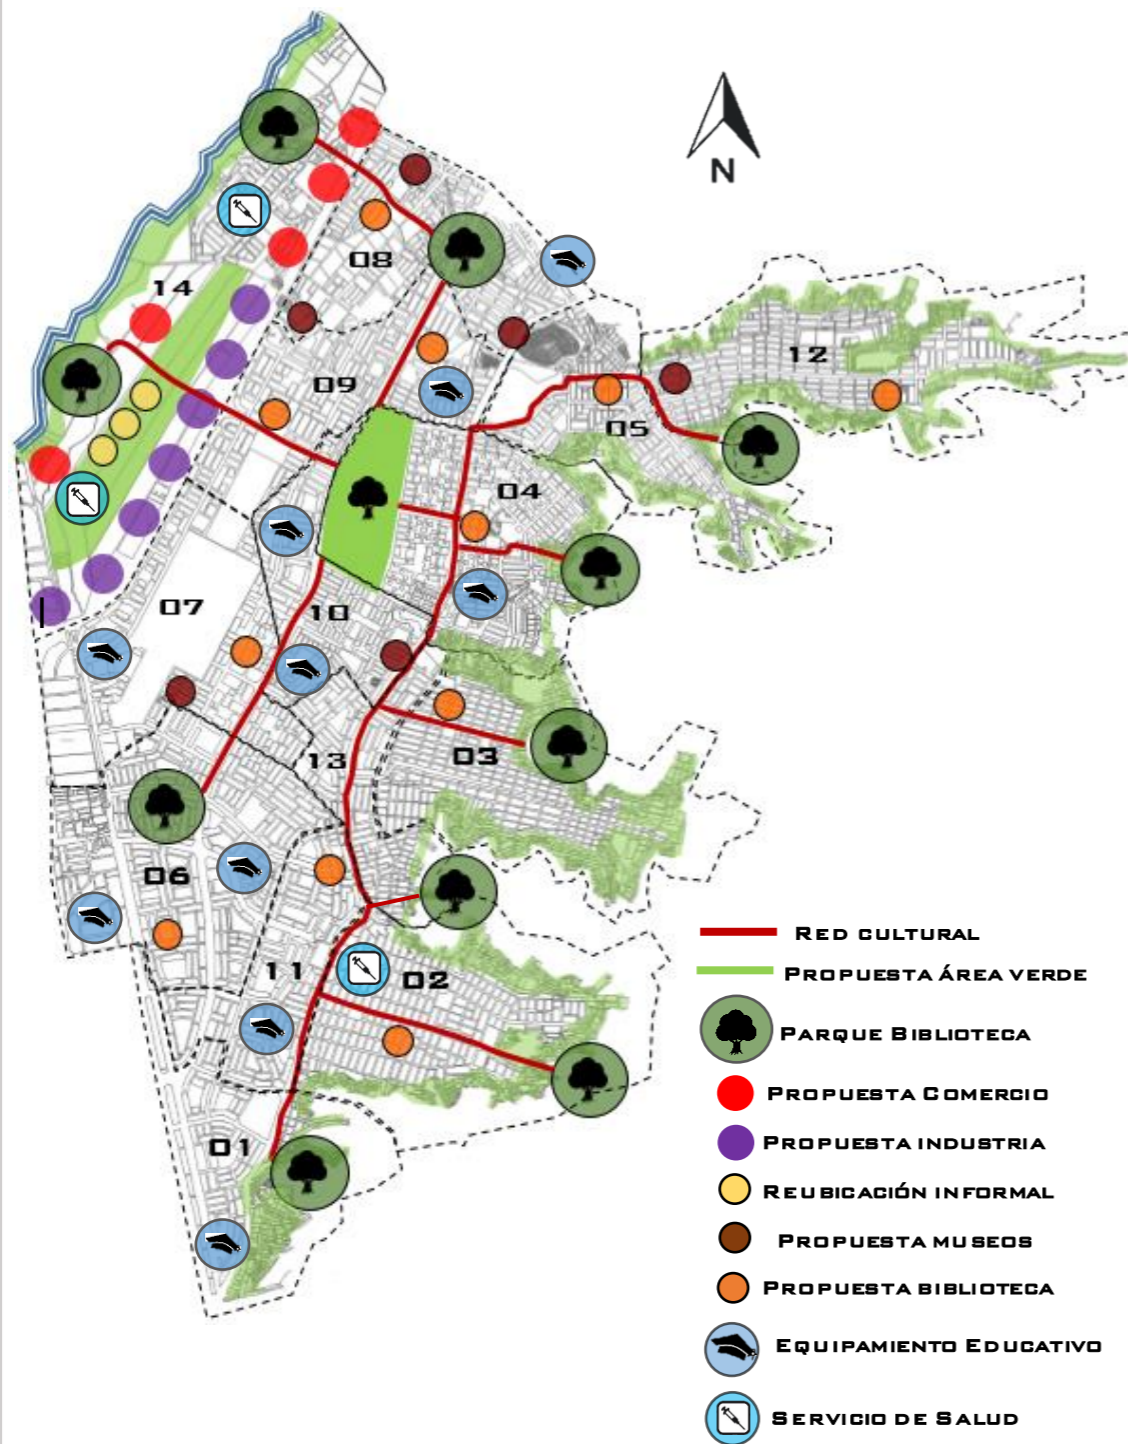 N
08
14
12
09
05
04
07
10
03
13
06
11
02
01
RED CULTURAL
PROPUESTA ÁREA VERDE
PARQUE BIBLIOTECA
PROPUESTA COMERCIO
PROPUESTA INDUSTRIA
REUBICACIÓN INFORMAL
PROPUESTA MUSEOS
PROPUESTA BIBLIOTECA
EQUIPAMIENTO EDUCATIVO
SERVICIO DE SALUD